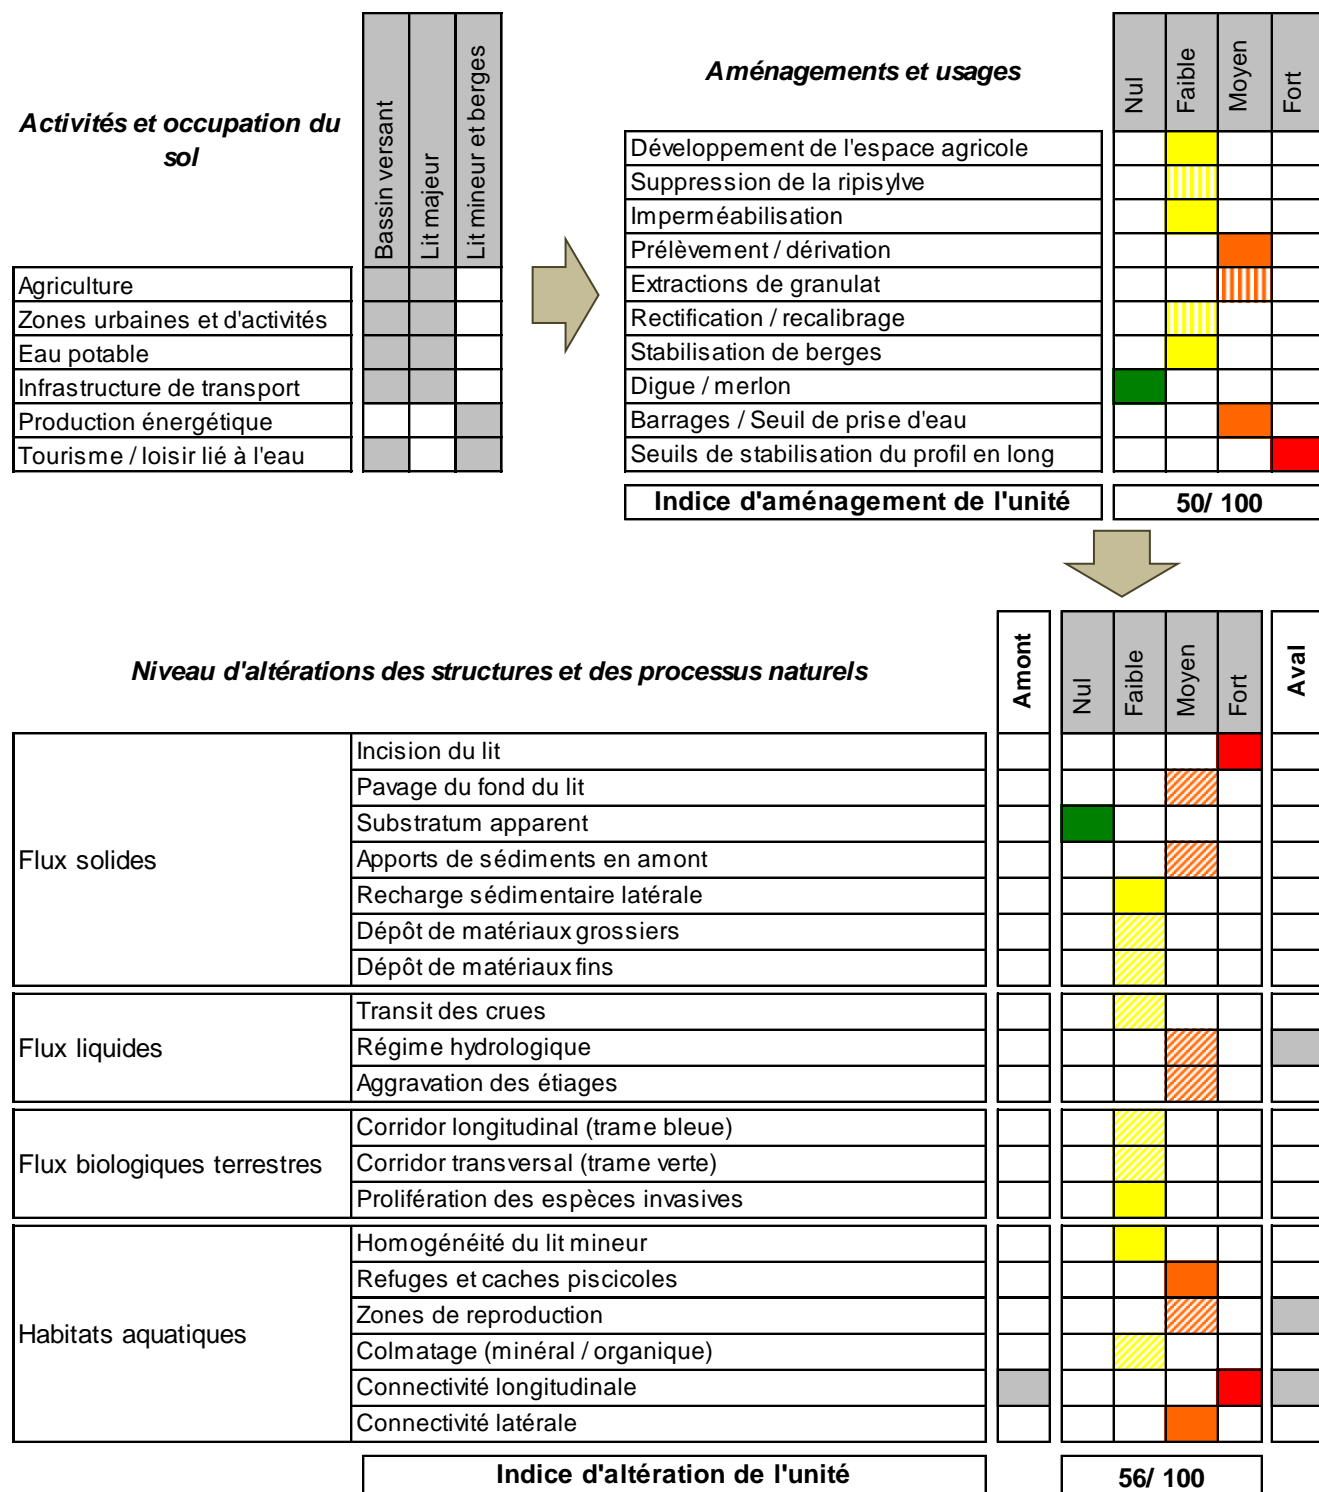 Activités et occupation du
sol
Bassin versant
Lit majeur
Lit mineur et berges
Agriculture
Zones urbaines et d'activités
Eau potable
Infrastructure de transport
Production énergétique
Tourisme / loisir lié à l'eau
Aménagements et usages
Nul
Faible
Moyen
Fort
Développement de l'espace agricole
Suppression de la ripisylve
Imperméabilisation
Prélèvement / dérivation
Extractions de granulat
Rectification / recalibrage
Stabilisation de berges
Digue / merlon
Barrages / Seuil de prise d'eau
Seuils de stabilisation du profil en long
Indice d'aménagement de l'unité
50/ 100
Niveau d'altérations des structures et des processus naturels
Amont
Nul
Faible
Moyen
Fort
Aval
Flux solides
Incision du lit
Pavage du fond du lit
Substratum apparent
Apports de sédiments en amont
Recharge sédimentaire latérale
Dépôt de matériaux grossiers
Dépôt de matériaux fins
Flux liquides
Transit des crues
Régime hydrologique
Aggravation des étiages
Flux biologiques terrestres
Corridor longitudinal (trame bleue)
Corridor transversal (trame verte)
Prolifération des espèces invasives
Habitats aquatiques
Homogénéité du lit mineur
Refuges et caches piscicoles
Zones de reproduction
Colmatage (minéral / organique)
Connectivité longitudinale
Connectivité latérale
Indice d'altération de l'unité
56/ 100